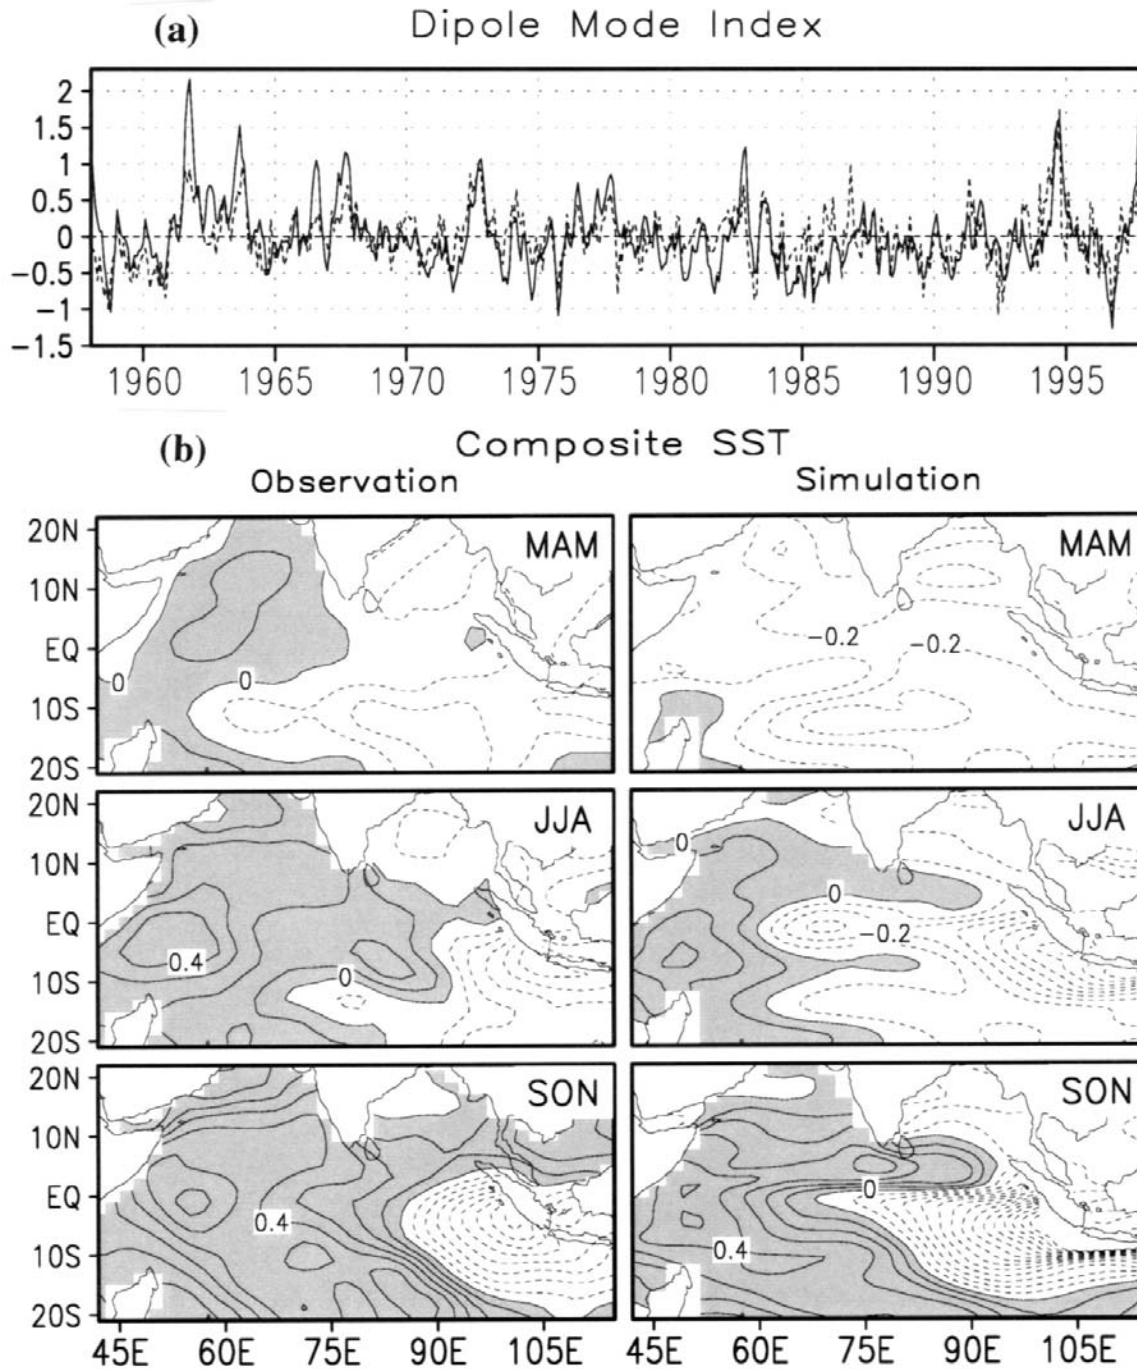 (a) Dipole Mode Index
2
1.5
1
0.5
0
−0.5
−1
−1.5
1960 1965 1970 1975 1980 1985 1990 1995
(b) Composite SST
Observation Simulation
20N MAM MAM
10N
EQ −0.2 −0.2
0 0
10S
20S
20N JJA JJA
0
10N
0
EQ
0.4 −0.2
0
10S
20S
20N SON SON
10N
EQ 0
0.4
0.4
10S
20S
45E 60E 75E 90E 105E 45E 60E 75E 90E 105E